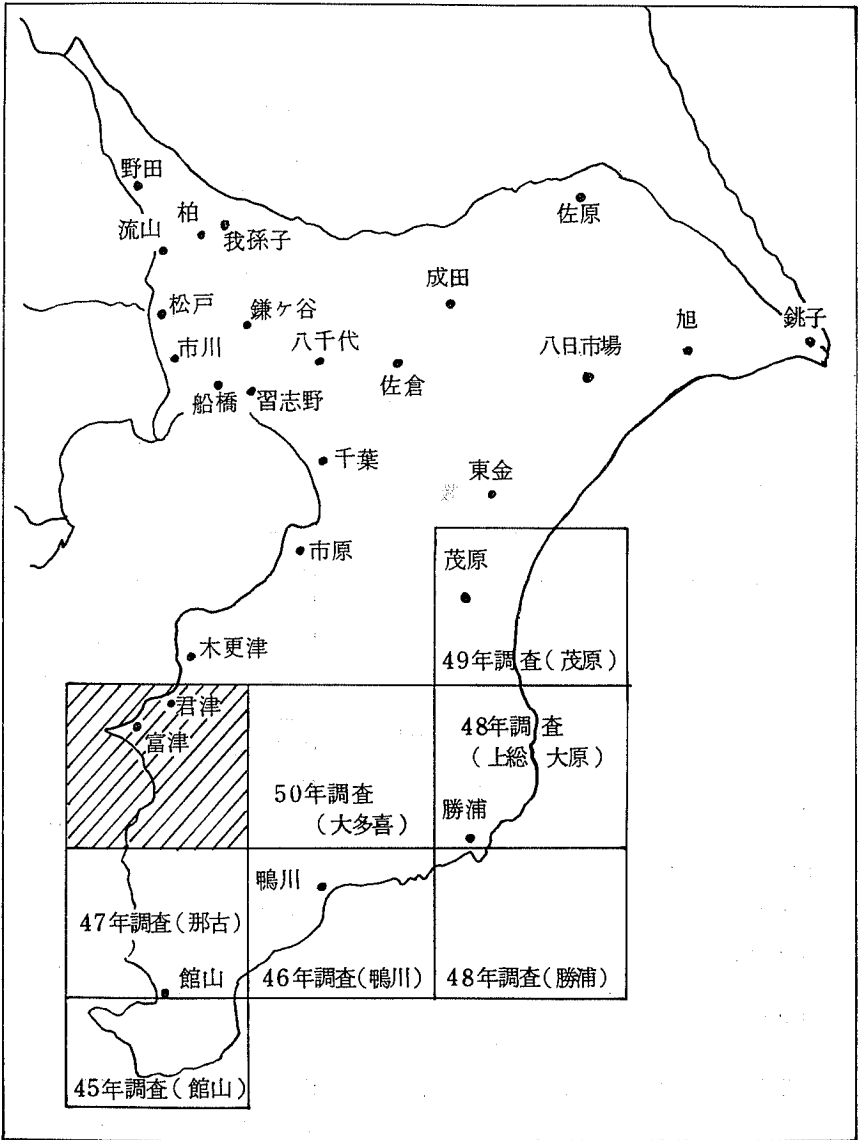 野田
柏
流山
我孫子
佐原
成田
松戸
鎌ケ谷
旭
銚子
市川
八千代
八日市場
佐倉
船橋
習志野
千葉
東金
市原
茂原
木更津
49年調査(茂原)
君津
富津
48年調査
(上総大原)
50年調査
(大多喜)
勝浦
鴨川
47年調査(那古)
館山
46年調査(鴨川)
48年調査(勝浦)
45年調査(館山)